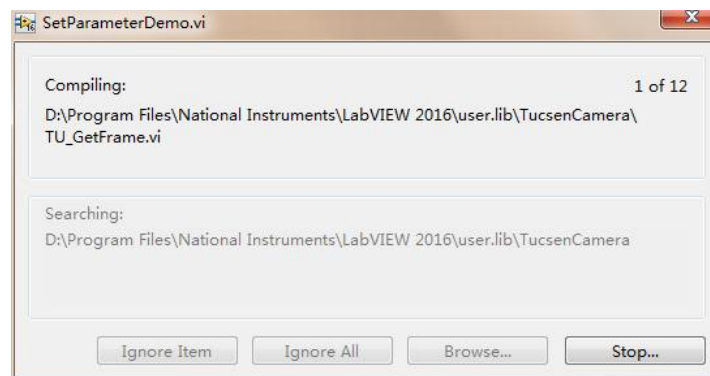 SetParameterDemo.vi
Compiling:
1 of 12
D:\Program Files\National Instruments\LabVIEW 2016\user.lib\TucsenCamera\
TU_GetFrame.vi
Searching:
D:\Program Files\National Instruments\LabVIEW 2016\user.lib\TucsenCamera
Ignore Item
Ignore All
Browse...
Stop...